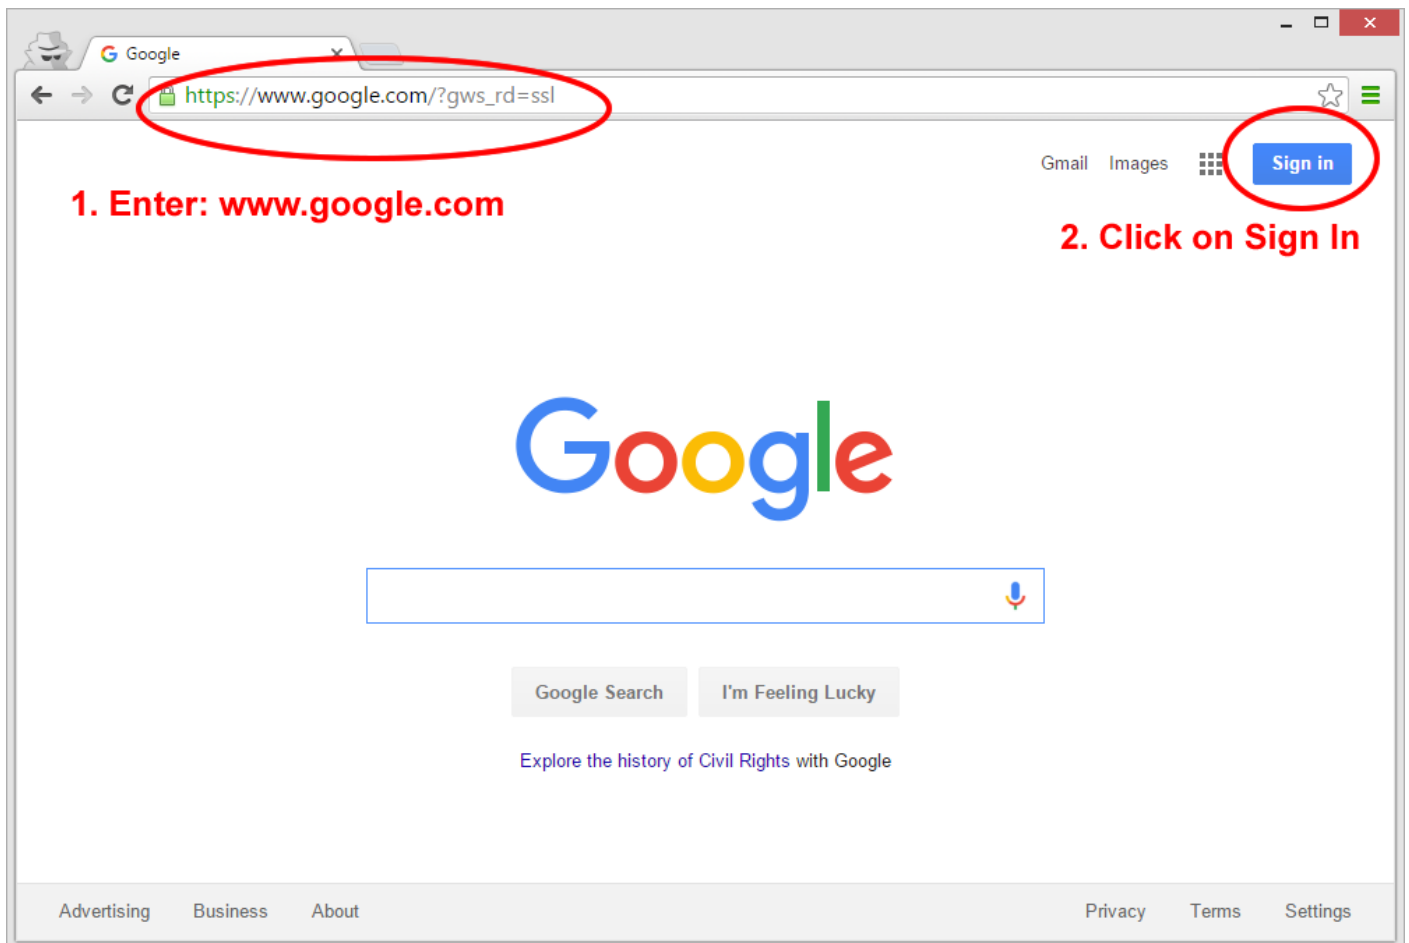 Google
https://www.google.com/?gws_rd=ssl
Gmail Images Sign in
1. Enter: www.google.com
2. Click on Sign In
Google
Google Search I'm Feeling Lucky
Explore the history of Civil Rights with Google
Advertising Business About Privacy Terms Settings